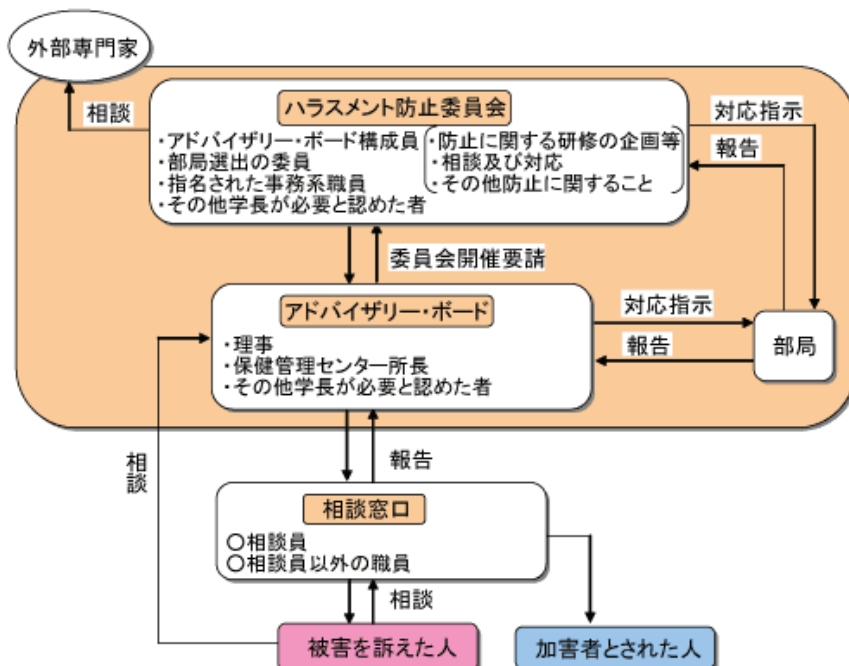 外部専門家
相談
ハラスメント防止委員会
・アドバイザリー・ボード構成員
・部局選出の委員
・指名された事務系職員
・その他学長が必要と認めた者
・防止に関する研修の企画等
・相談及び対応
・その他防止に関すること
対応指示
報告
委員会開催要請
アドバイザリー・ボード
・理事
・保健管理センター所長
・その他学長が必要と認めた者
対応指示
報告
部局
相談
報告
相談窓口
〇相談員
〇相談員以外の職員
相談
被害を訴えた人
加害者とされた人